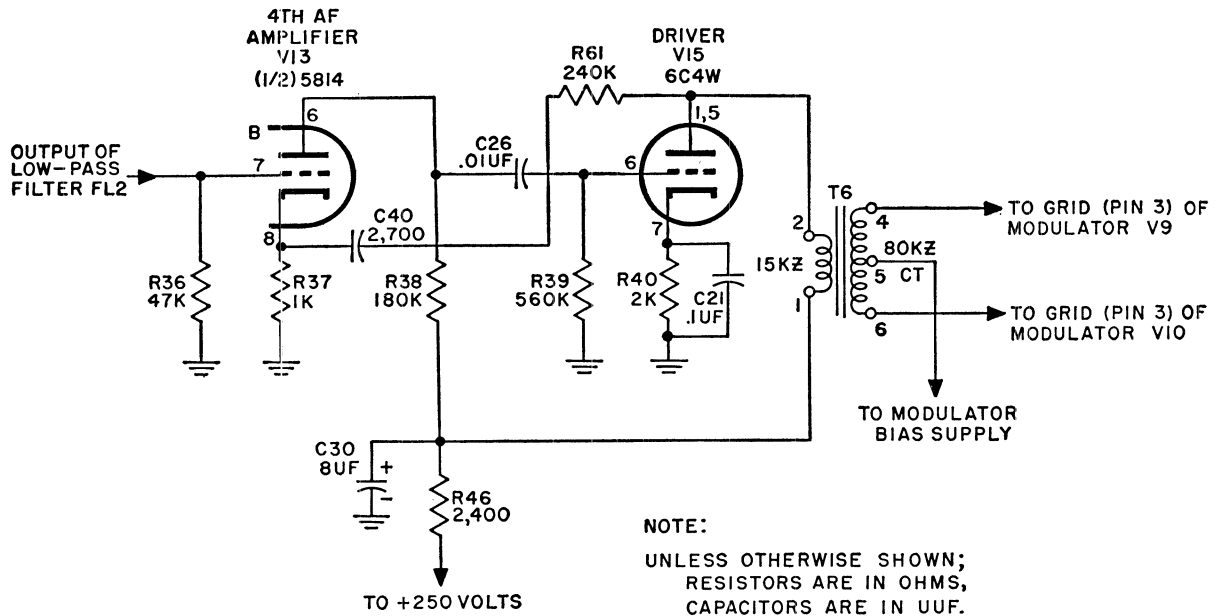 4TH AF
AMPLIFIER
V13
(1/2) 5814
DRIVER
V15
6C4W
R61
240K
6
1,5
B
OUTPUT OF
LOW-PASS
FILTER FL2
7
C26
.01UF
6
T6
8
C40
2,700
7
2
4
TO GRID (PIN 3) OF
MODULATOR V9
R36
47K
R37
1K
R38
180K
R39
560K
R40
2K
C21
.1UF
15KZ
80KZ
5
CT
1
6
TO GRID (PIN 3) OF
MODULATOR V10
TO MODULATOR
BIAS SUPPLY
C30
8UF
+
-
R46
2,400
TO +250 VOLTS
NOTE:
UNLESS OTHERWISE SHOWN;
RESISTORS ARE IN OHMS,
CAPACITORS ARE IN UUF.